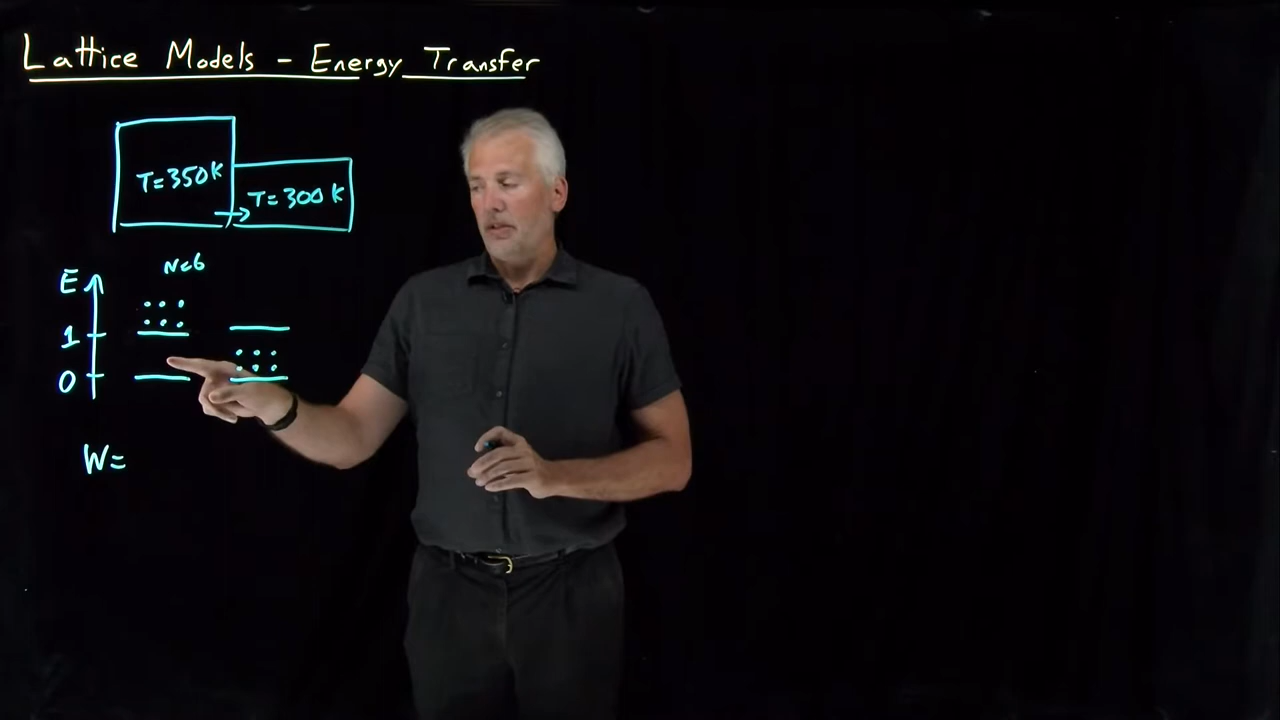 Lattice Models - Energy Transfer
T=350K
T=300K
N=6
E
1
0
W=